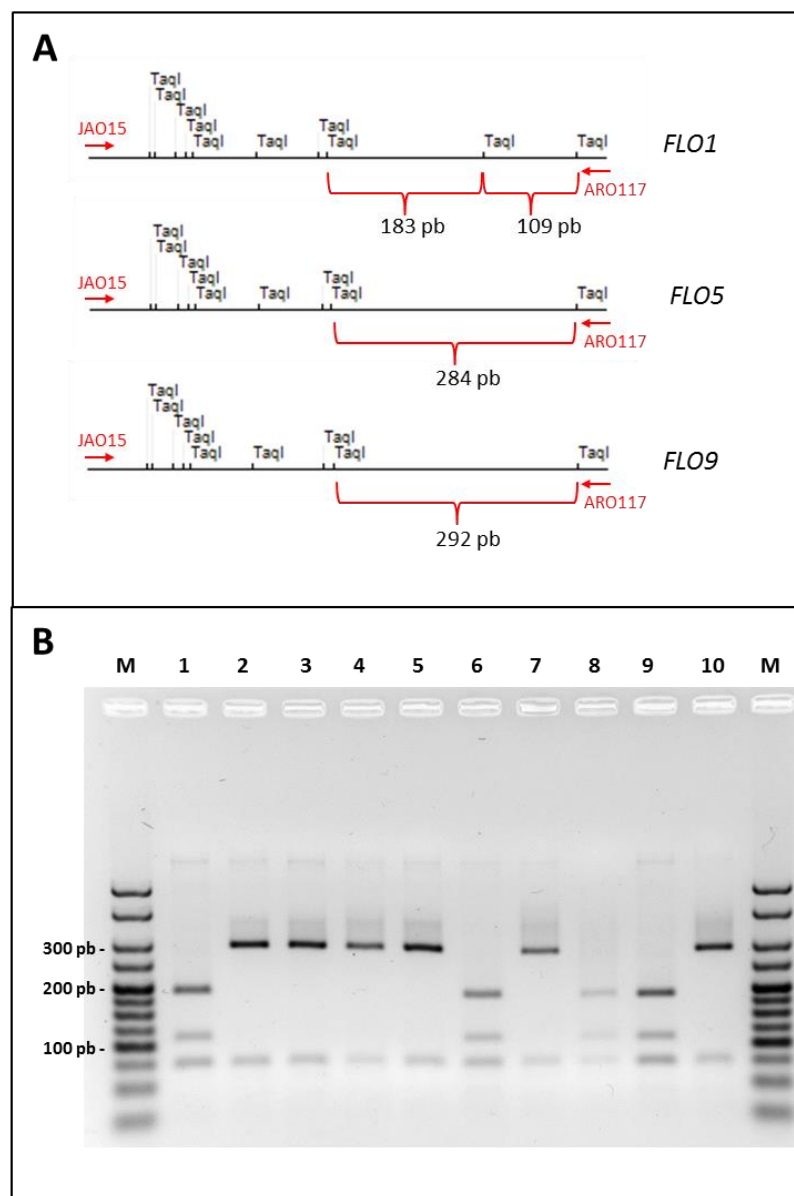 A
TaqI
TaqI
TaqI
TaqI
TaqI TaqI TaqI
TaqI TaqI TaqI
JAO15
FLO1
ARO117
183 pb 109 pb
TaqI
TaqI
TaqI
TaqI
TaqI TaqI TaqI
TaqI TaqI
JAO15
FLO5
ARO117
284 pb
TaqI
TaqI
TaqI
TaqI
TaqI TaqI TaqI
TaqI TaqI
JAO15
FLO9
ARO117
292 pb
B
M 1 2 3 4 5 6 7 8 9 10 M
300 pb -
200 pb -
100 pb -